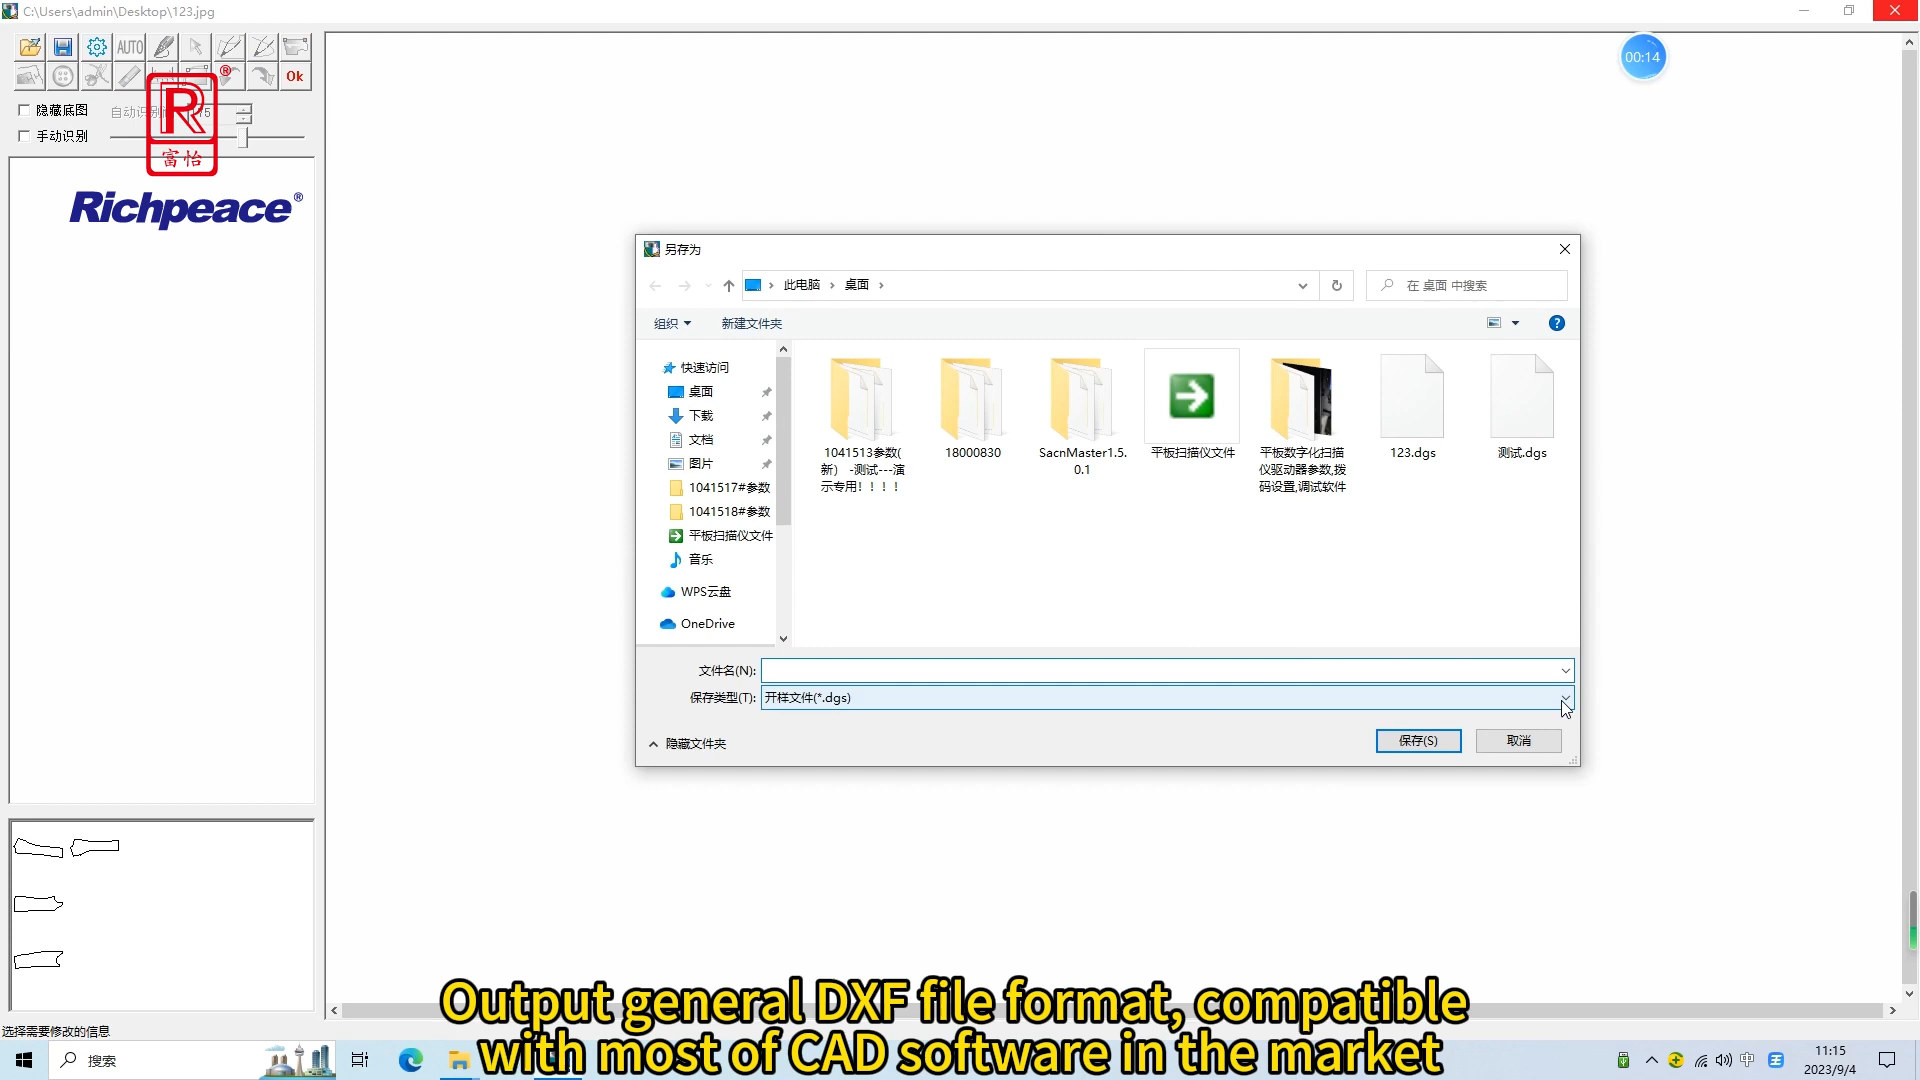 C:\Users\admin\Desktop\123.jpg
AUTO
Ok
隐藏底图
手动识别
R
富怡
Richpeace®
00:14
另存为
此电脑
桌面
在 桌面 中搜索
组织
新建文件夹
快速访问
桌面
下载
文档
图片
1041517#参数
1041518#参数
平板扫描仪文件
音乐
WPS云盘
OneDrive
1041513参数(
新） -测试---演
示专用！！！！
18000830
SacnMaster1.5.
0.1
平板扫描仪文件
平板数字化扫描
仪驱动器参数,拨
码设置,调试软件
123.dgs
测试.dgs
文件名(N):
保存类型(T):
开样文件(*.dgs)
隐藏文件夹
保存(S)
取消
Output general DXF file format, compatible
with most of CAD software in the market
选择需要修改的信息
搜索
中
11:15
2023/9/4